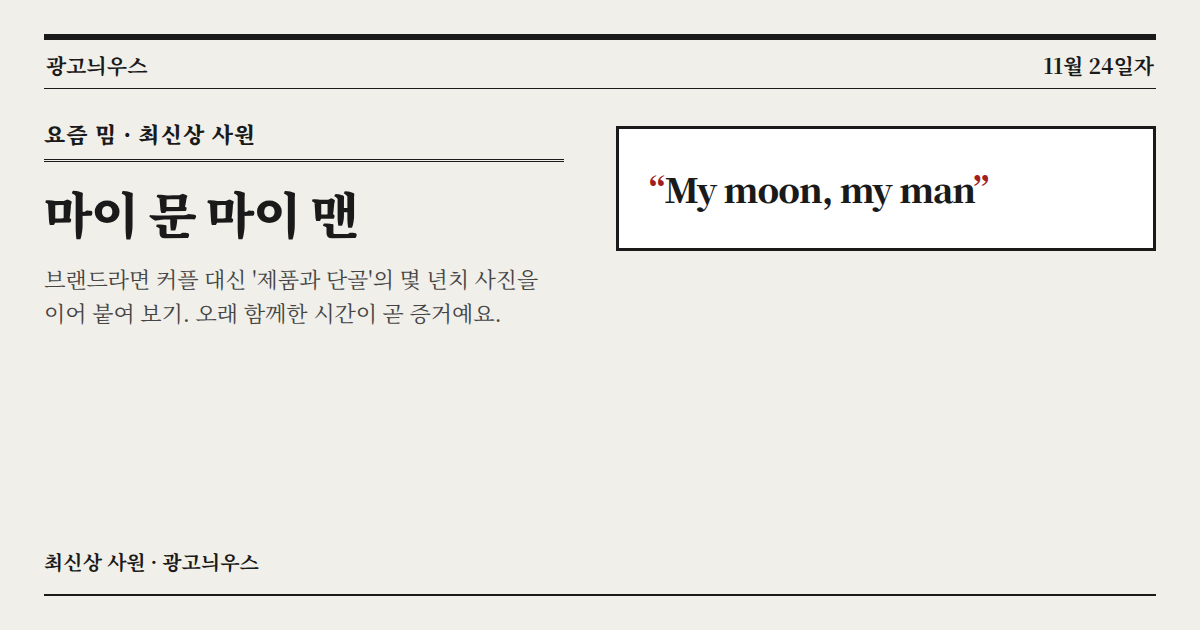 광고늬우스
11월 24일자
요즘 밈 · 최신상 사원
마이 문 마이 맨
브랜드라면 커플 대신 '제품과 단골'의 몇 년치 사진을
이어 붙여 보기. 오래 함께한 시간이 곧 증거예요.
“My moon, my man”
최신상 사원 · 광고늬우스